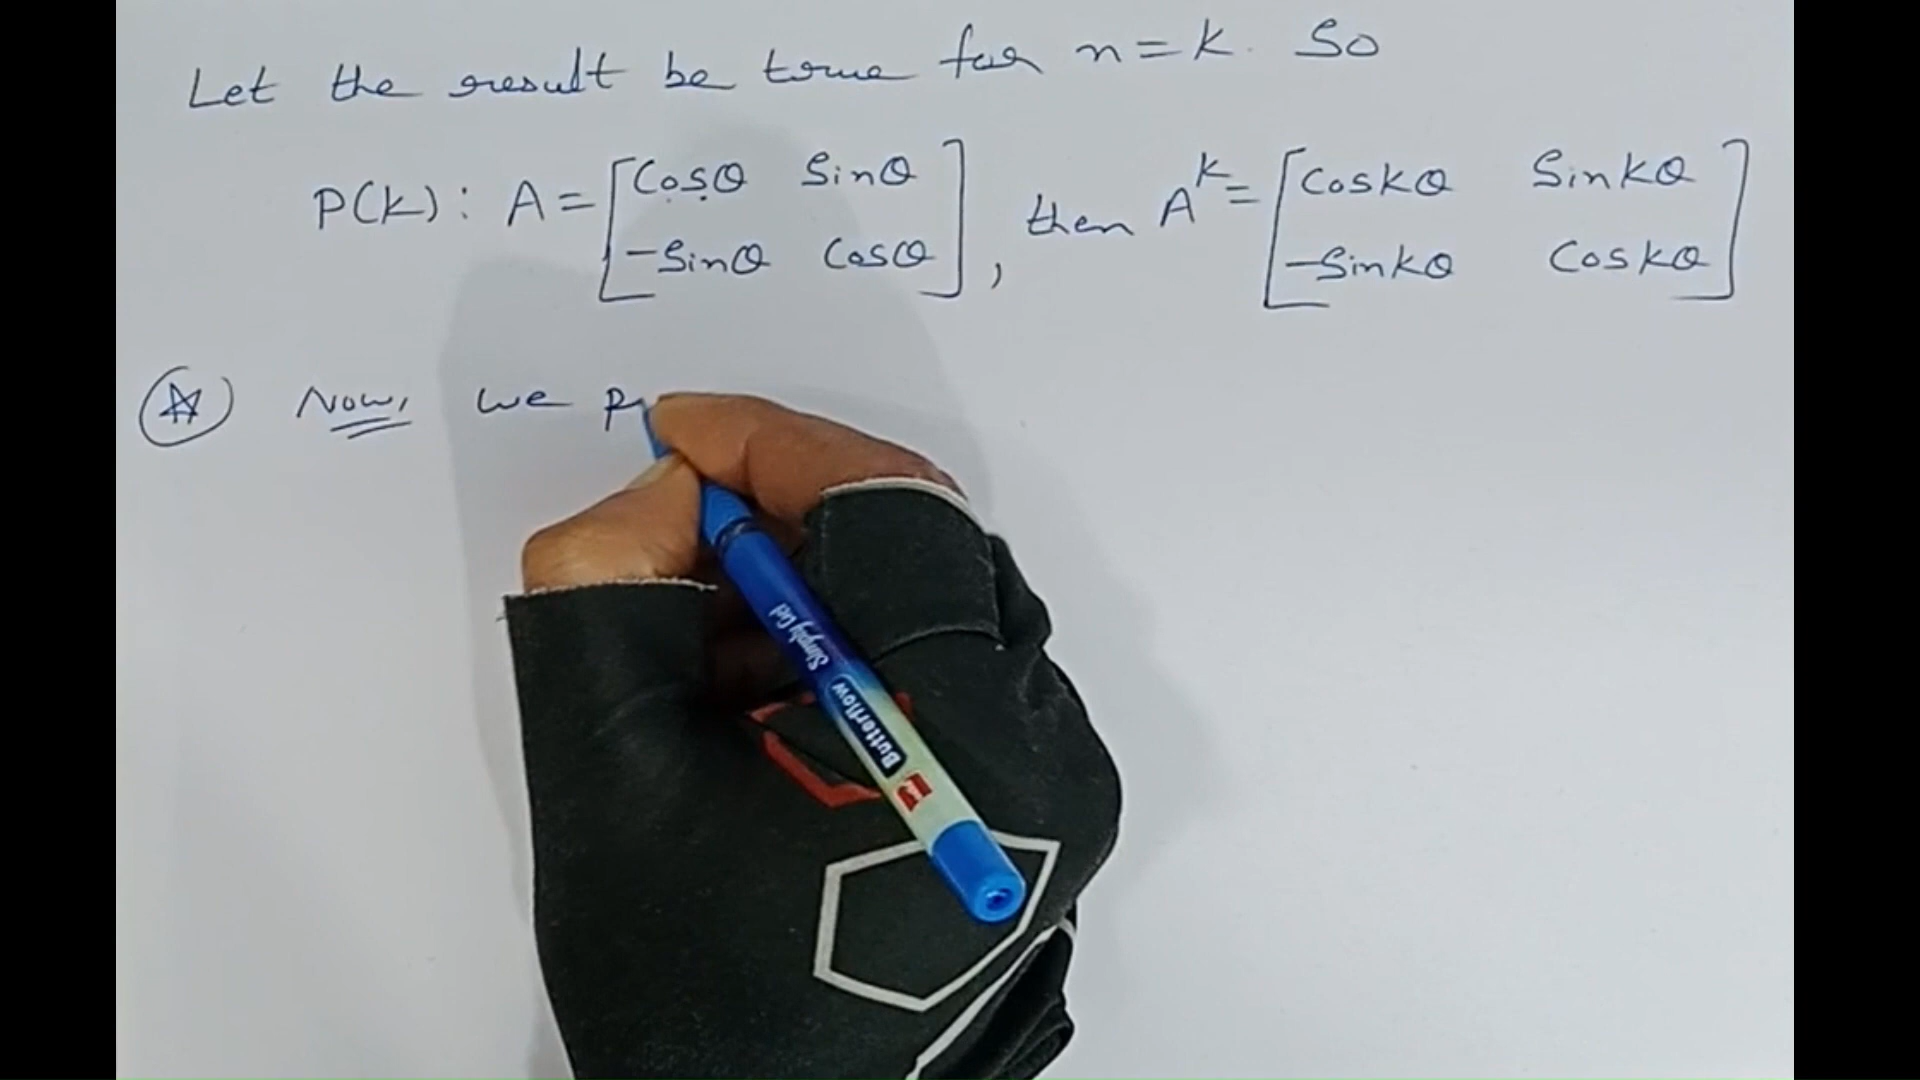 Let the result be true for n=k. So
P(k): A = [Cosθ Sinθ
-Sinθ Cosθ], then A^k = [Coskθ Sinkθ
-Sinkθ Coskθ]
Now, we p
Simply Gel
Butterflow